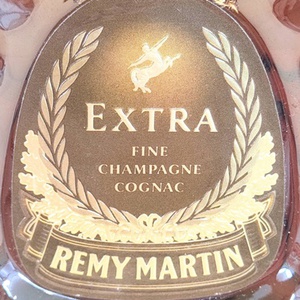 EXTRA
FINE
CHAMPAGNE
COGNAC
REMY MARTIN